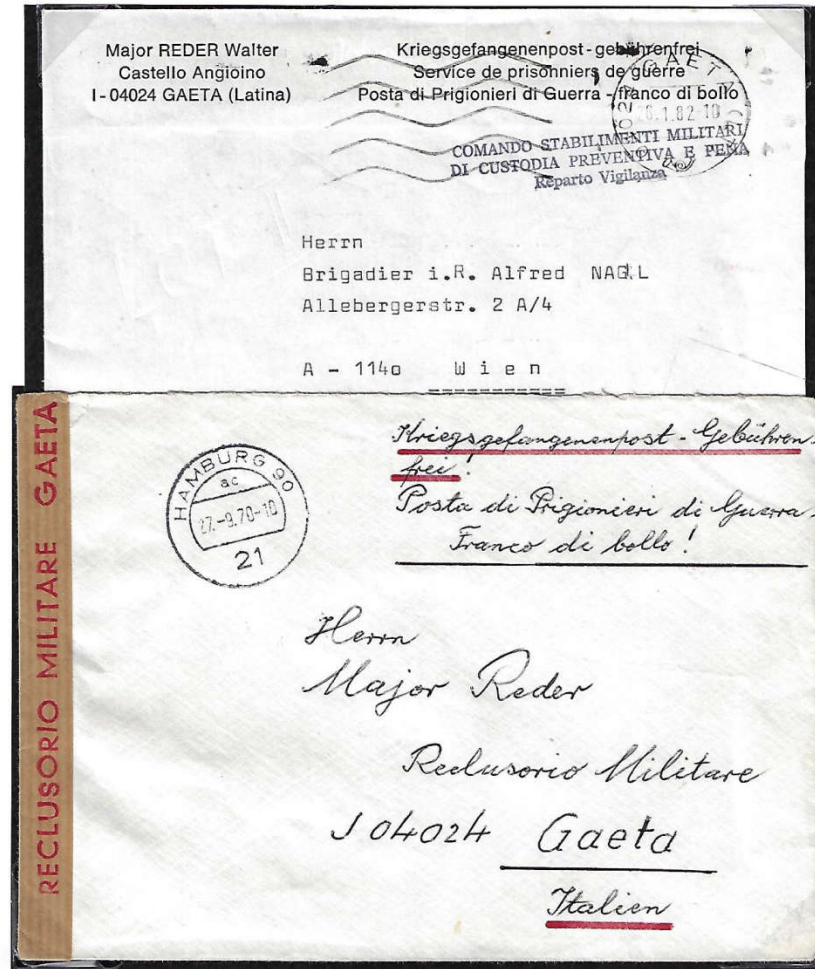 Major REDER Walter
Castello Angioino
I-04024 GAETA (Latina)
Kriegsgefangenenpost-gebührenfrei
Service de prisonniers de guerre
Posta di Prigionieri di Guerra - franco di bollo
GAETA
26.1.82-10
COMANDO STABILIMENTI MILITARI
DI CUSTODIA PREVENTIVA E PENA
Reparto Vigilanza
Herrn
Brigadier i.R. Alfred NAGL
Allebergerstr. 2 A/4
A - 114o Wien
RECLUSORIO MILITARE GAETA
HAMBURG 90
ac
27.-9.70-10
21
Kriegsgefangenenpost - Gebühren-
frei!
Posta di Prigionieri di Guerra -
Franco di bollo!
Herrn
Major Reder
Reclusorio Militare
J 04024 Gaeta
Italien